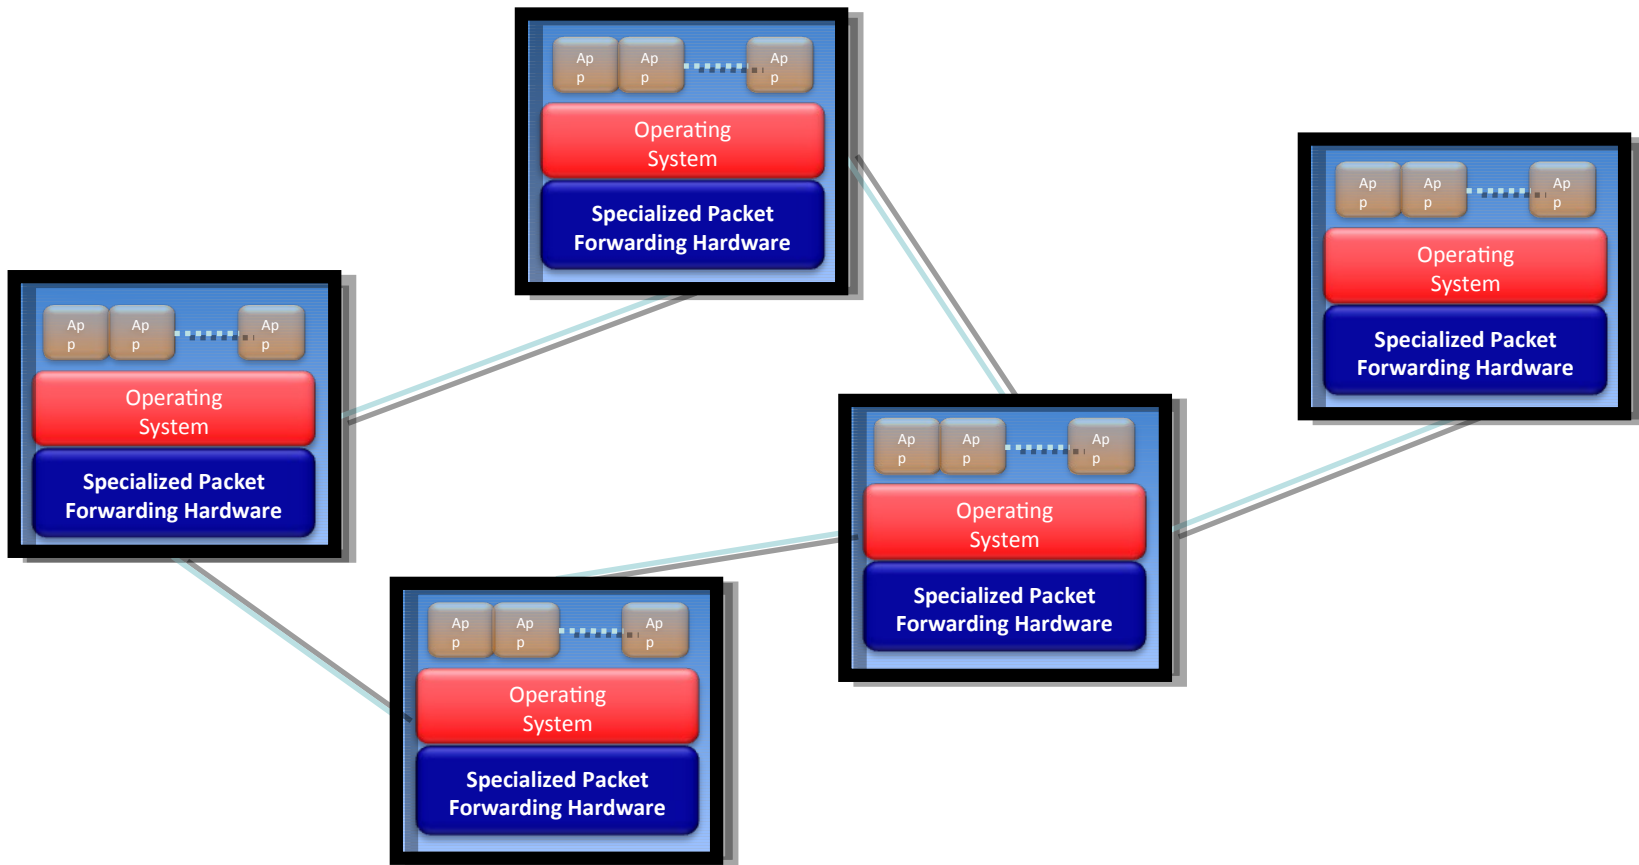 Ap
p
Ap
p
Ap
p
Operating
System
Specialized Packet
Forwarding Hardware
Ap
p
Ap
p
Ap
p
Operating
System
Specialized Packet
Forwarding Hardware
Ap
p
Ap
p
Ap
p
Operating
System
Specialized Packet
Forwarding Hardware
Ap
p
Ap
p
Ap
p
Operating
System
Specialized Packet
Forwarding Hardware
Ap
p
Ap
p
Ap
p
Operating
System
Specialized Packet
Forwarding Hardware